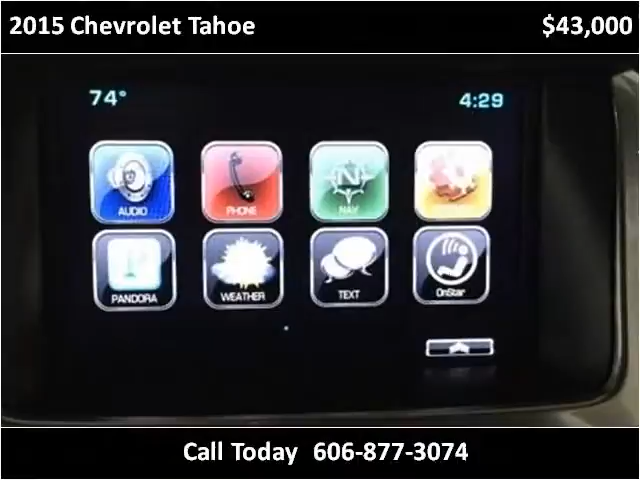 2015 Chevrolet Tahoe $43,000
74° 4:29
AUDIO PHONE NAV
PANDORA WEATHER TEXT OnStar
Call Today 606-877-3074